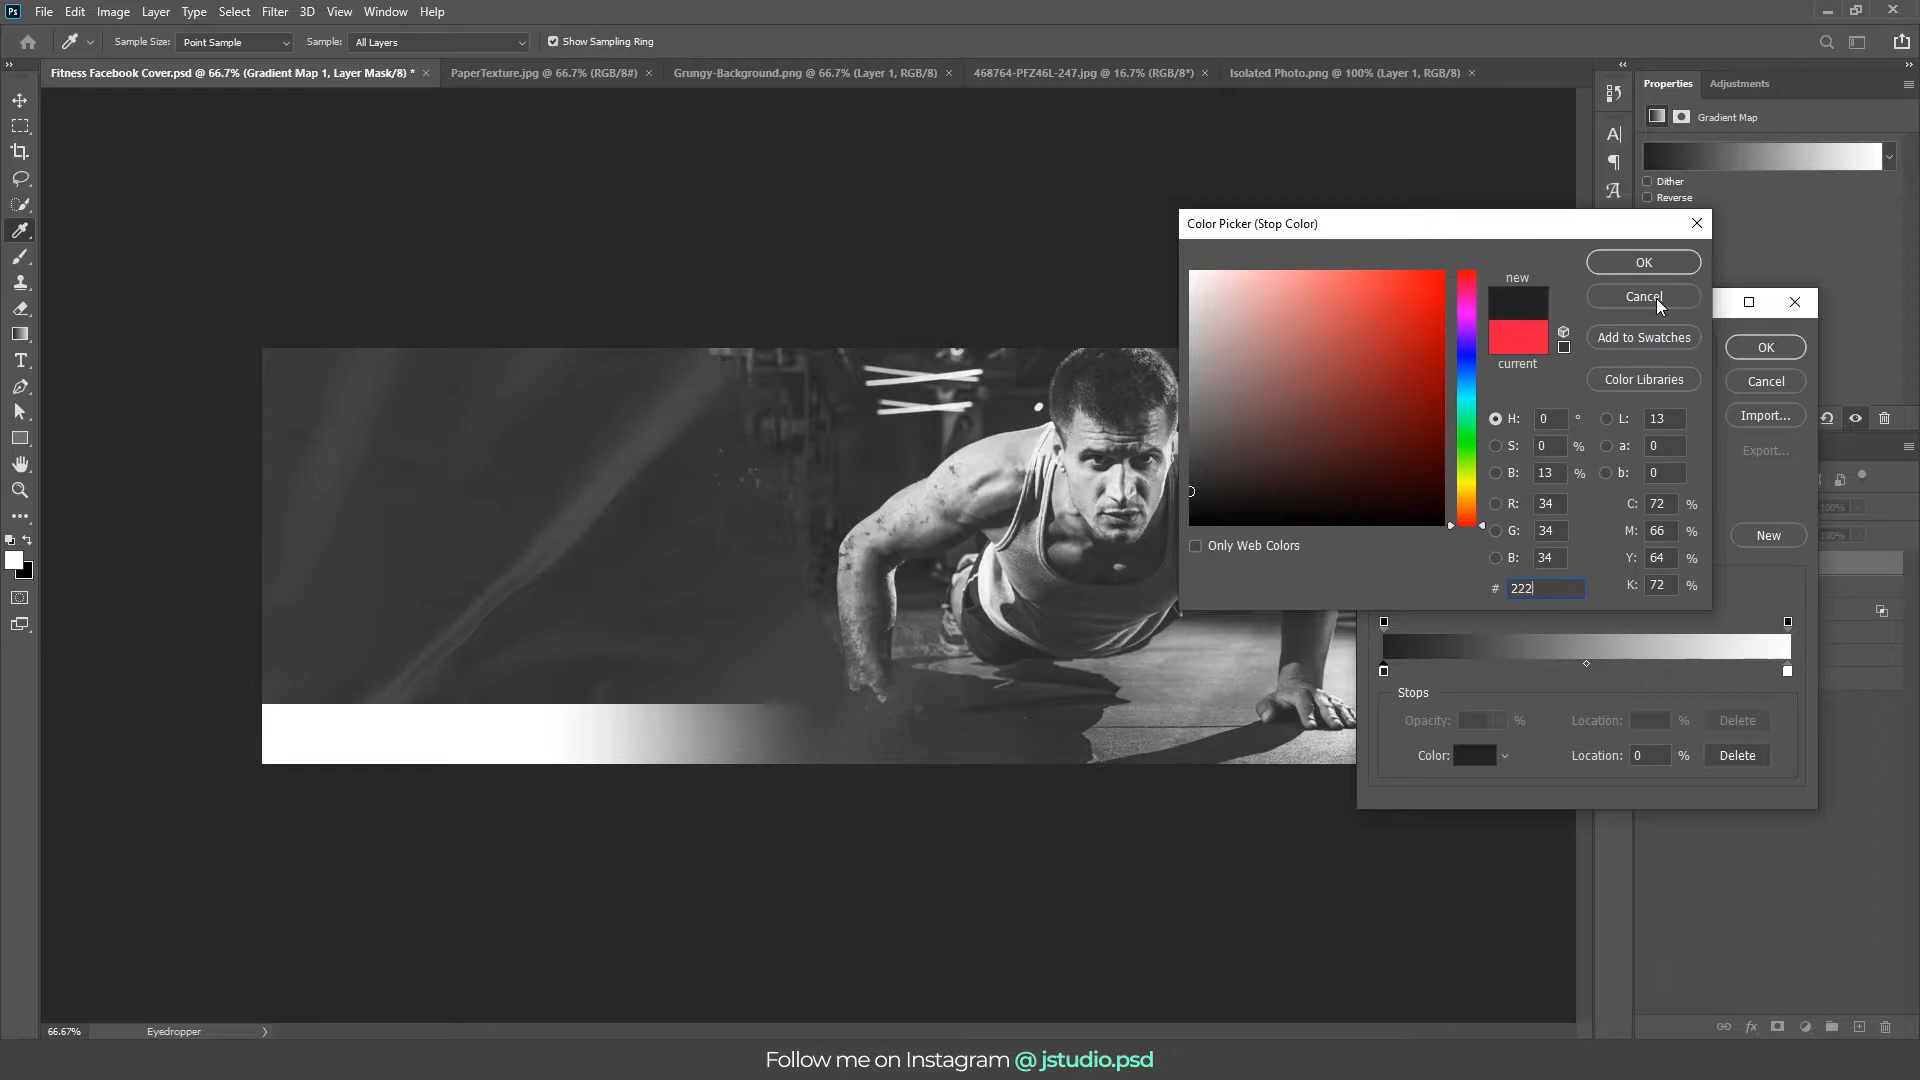 Ps File Edit Image Layer Type Select Filter 3D View Window Help
Sample Size: Point Sample Sample: All Layers Show Sampling Ring
Fitness Facebook Cover.psd @ 66.7% (Gradient Map 1, Layer Mask/8) * PaperTexture.jpg @ 66.7% (RGB/8#) Grungy-Background.png @ 66.7% (Layer 1, RGB/8) 468764-PFZ46L-247.jpg @ 16.7% (RGB/8*) Isolated Photo.png @ 100% (Layer 1, RGB/8)
Properties Adjustments
Gradient Map
Dither
Reverse
Color Picker (Stop Color)
new
current
OK
Cancel
Add to Swatches
Color Libraries
H: 0 ° L: 13
S: 0 % a: 0
B: 13 % b: 0
R: 34 C: 72 %
G: 34 M: 66 %
B: 34 Y: 64 %
# 222 K: 72 %
Only Web Colors
OK
Cancel
Import...
Export...
New
100%
100%
Stops
Opacity: % Location: % Delete
Color: Location: 0 % Delete
66.67% Eyedropper
Follow me on Instagram @ jstudio.psd